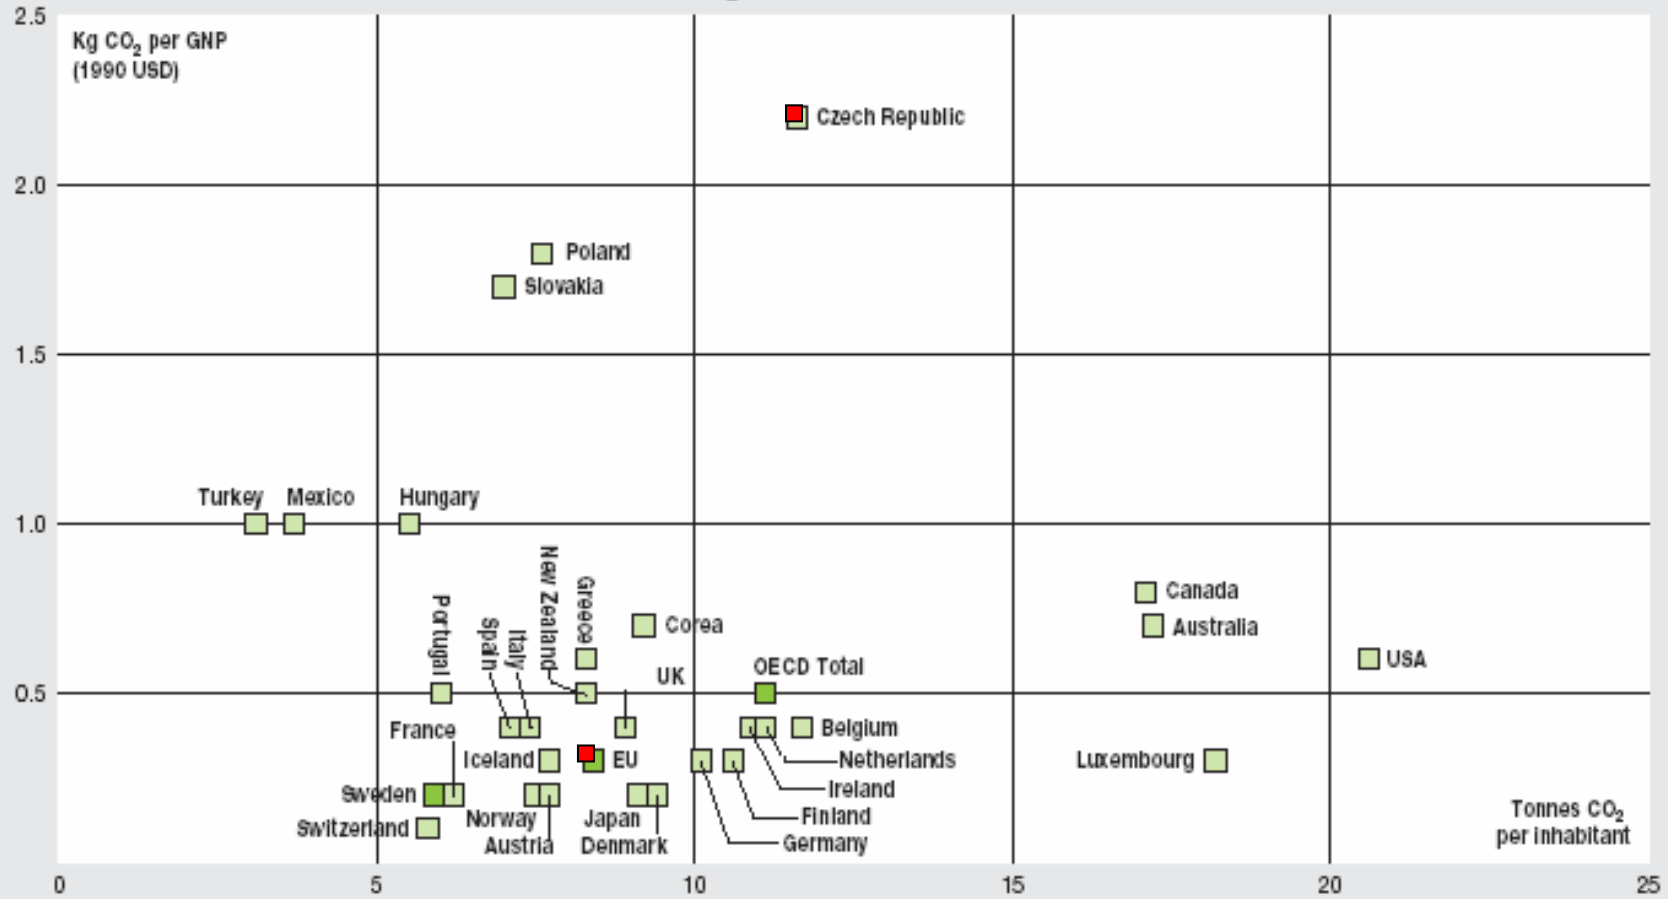 2.5
Kg CO₂ per GNP
(1990 USD)
Czech Republic
2.0
Poland
Slovakia
1.5
Turkey
Mexico
Hungary
1.0
Portugal
Spain
Italy
New Zealand
Greece
Corea
Canada
Australia
UK
OECD Total
USA
0.5
France
Belgium
Iceland
EU
Netherlands
Luxembourg
Ireland
Sweden
Norway
Japan
Finland
Switzerland
Austria
Denmark
Germany
Tonnes CO₂
per inhabitant
0
5
10
15
20
25